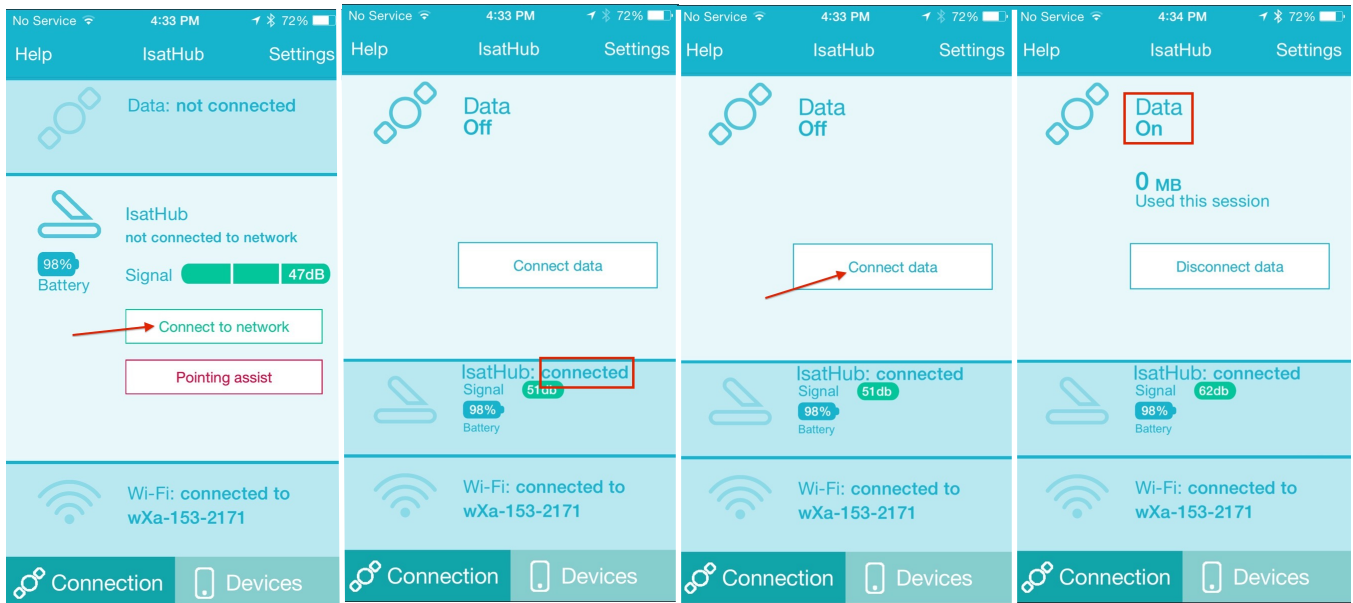 No Service 4:33 PM 72%
Help IsatHub Settings
Data: not connected
IsatHub
not connected to network
98%
Battery
Signal 47dB
Connect to network
Pointing assist
Wi-Fi: connected to
wXa-153-2171
Connection Devices
No Service 4:33 PM 72%
Help IsatHub Settings
Data
Off
Connect data
IsatHub: connected
Signal 51db
98%
Battery
Wi-Fi: connected to
wXa-153-2171
Connection Devices
No Service 4:33 PM 72%
Help IsatHub Settings
Data
Off
Connect data
IsatHub: connected
Signal 51db
98%
Battery
Wi-Fi: connected to
wXa-153-2171
Connection Devices
No Service 4:34 PM 72%
Help IsatHub Settings
Data
On
0 MB
Used this session
Disconnect data
IsatHub: connected
Signal 62db
98%
Battery
Wi-Fi: connected to
wXa-153-2171
Connection Devices